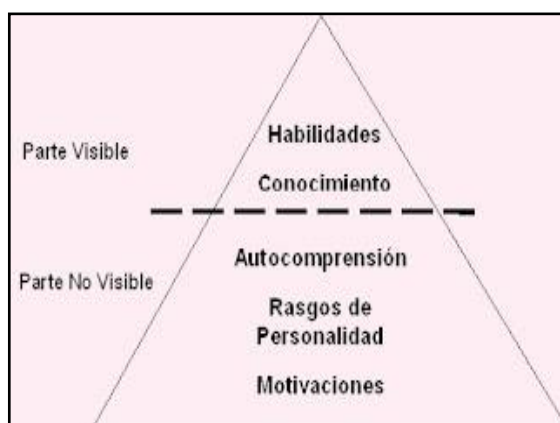 Habilidades
Parte Visible
Conocimiento
Autocomprensión
Parte No Visible
Rasgos de
Personalidad
Motivaciones